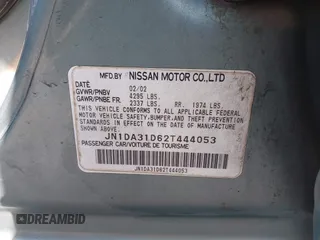 MFD.BY NISSAN MOTOR CO.,LTD.
DATE 02/02
GVWR/PNBV 4295 LBS.
GAWR/PNBE FR 2337 LBS. RR. 1974 LBS.
THIS VEHICLE CONFORMS TO ALL APPLICABLE FEDERAL
MOTOR VEHICLE SAFETY,BUMPER,AND THEFT PREVENTION
STANDARDS IN EFFECT ON THE DATE OF MANUFACTURE
SHOWN ABOVE.
JN1DA31D62T444053
PASSENGER CAR/VOITURE DE TOURISME
JN1DA31D62T444053
DREAMBID